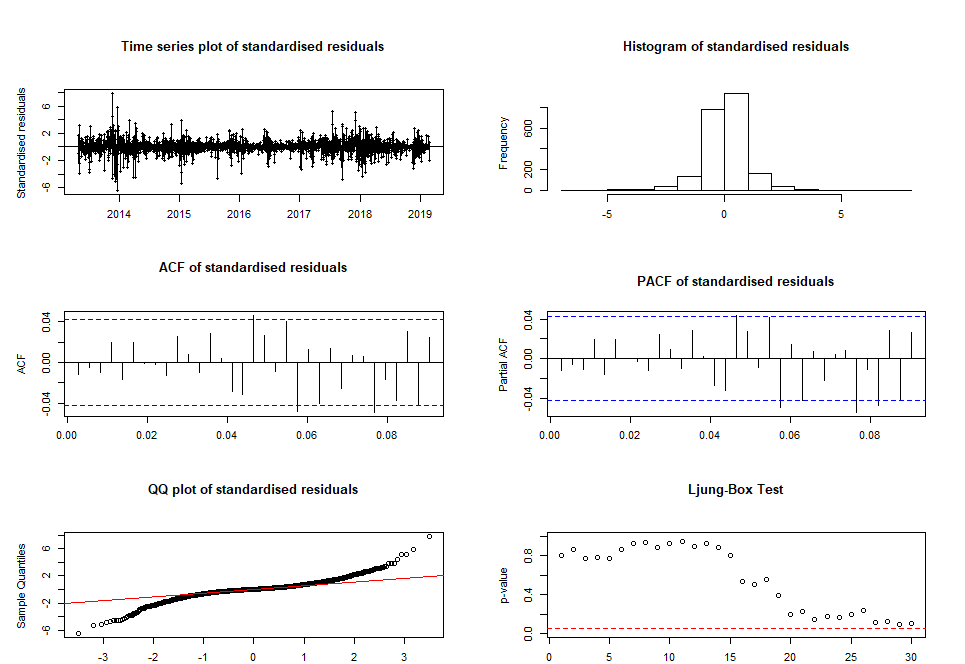 Time series plot of standardised residuals
Standardised residuals
6
2
-2
-6
2014 2015 2016 2017 2018 2019
Histogram of standardised residuals
Frequency
600
200
0
-5 0 5
ACF of standardised residuals
ACF
0.04
0.00
-0.04
0.00 0.02 0.04 0.06 0.08
PACF of standardised residuals
Partial ACF
0.04
0.00
-0.04
0.00 0.02 0.04 0.06 0.08
QQ plot of standardised residuals
Sample Quantiles
6
2
-2
-6
-3 -2 -1 0 1 2 3
Ljung-Box Test
p-value
0.8
0.4
0.0
0 5 10 15 20 25 30